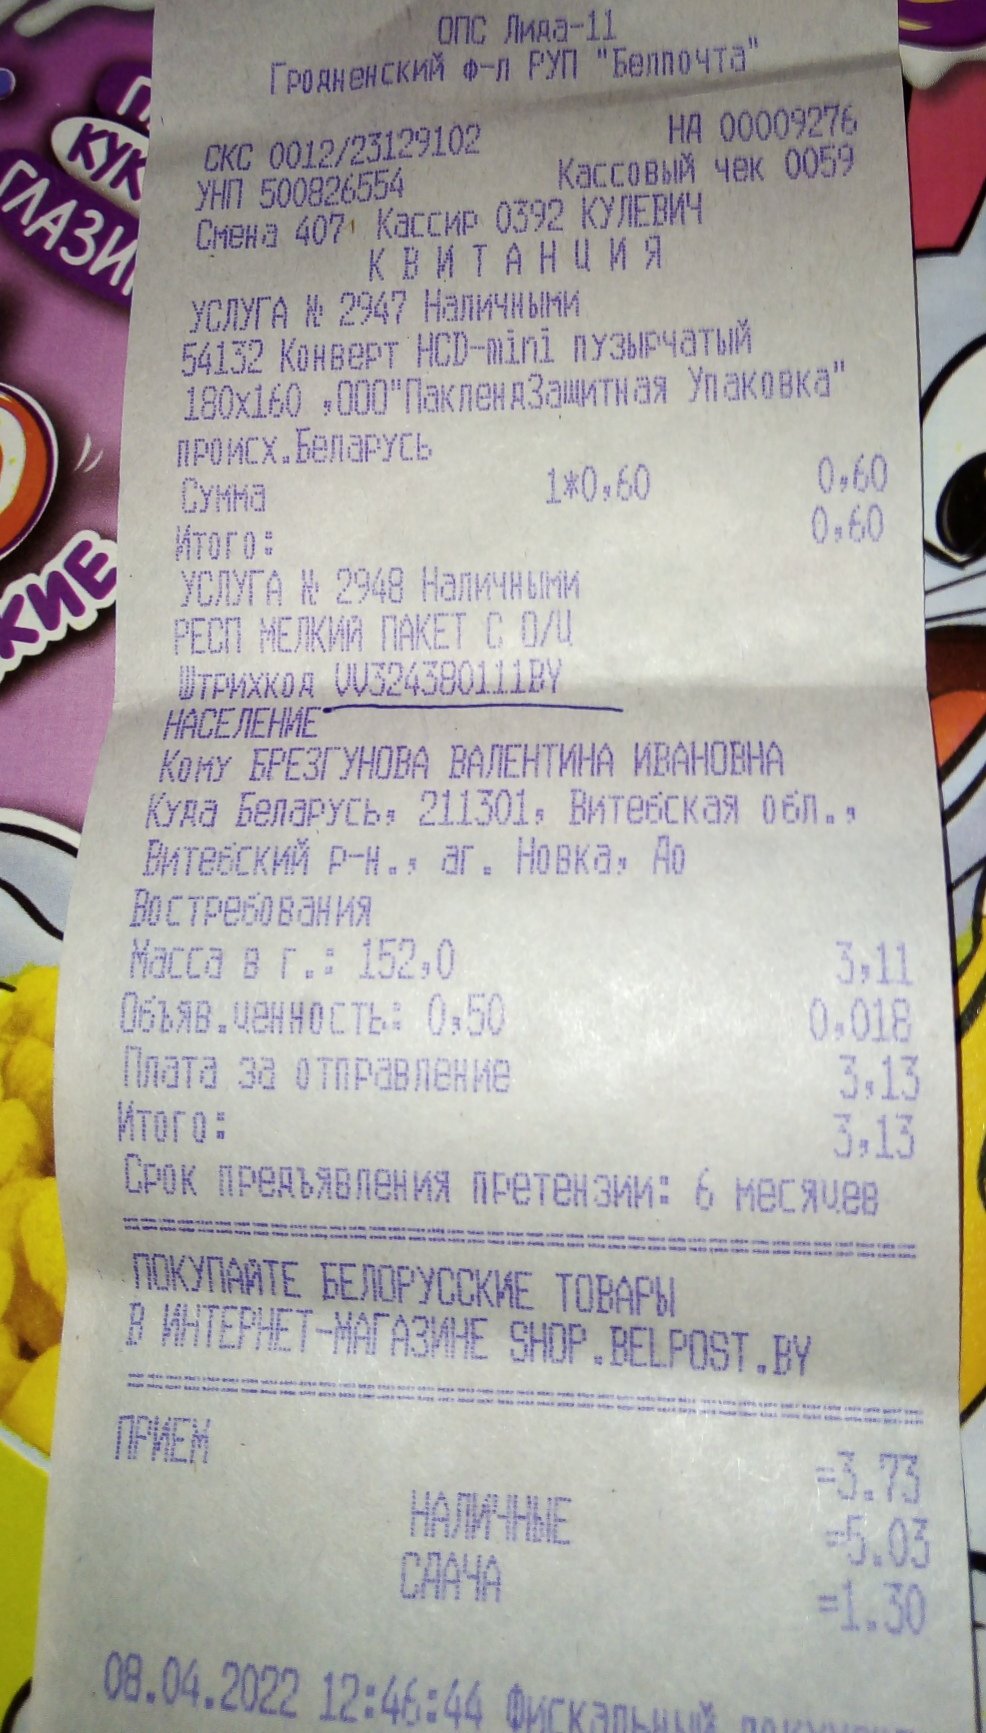 ОПС Лида-11
Гродненский ф-л РУП "Белпочта"
СКС 0012/23129102 НА 00009276
УНП 500826554 Кассовый чек 0059
Смена 407 Кассир 0392 КУЛЕВИЧ
КВИТАНЦИЯ
УСЛУГА № 2947 Наличными
54132 Конверт HCD-mini пузырчатый
180x160 ,ООО"ПаклендЗащитная Упаковка"
происх.Беларусь
Сумма 1*0,60 0,60
Итого: 0,60
УСЛУГА № 2948 Наличными
РЕСП МЕЛКИЙ ПАКЕТ С О/Ц
Штрихкод VV324380111BY
НАСЕЛЕНИЕ
Кому БРЕЗГУНОВА ВАЛЕНТИНА ИВАНОВНА
Куда Беларусь, 211301, Витебская обл.,
Витебский р-н., аг. Новка, До
Востребования
Масса в г.: 152,0 3,11
Объяв.ценность: 0,50 0,018
Плата за отправление 3,13
Итого: 3,13
Срок предъявления претензии: 6 месяцев
ПОКУПАЙТЕ БЕЛОРУССКИЕ ТОВАРЫ
В ИНТЕРНЕТ-МАГАЗИНЕ SHOP.BELPOST.BY
ПРИЕМ =3.73
НАЛИЧНЫЕ =5.03
СДАЧА =1.30
08.04.2022 12:46:44 Фискальный